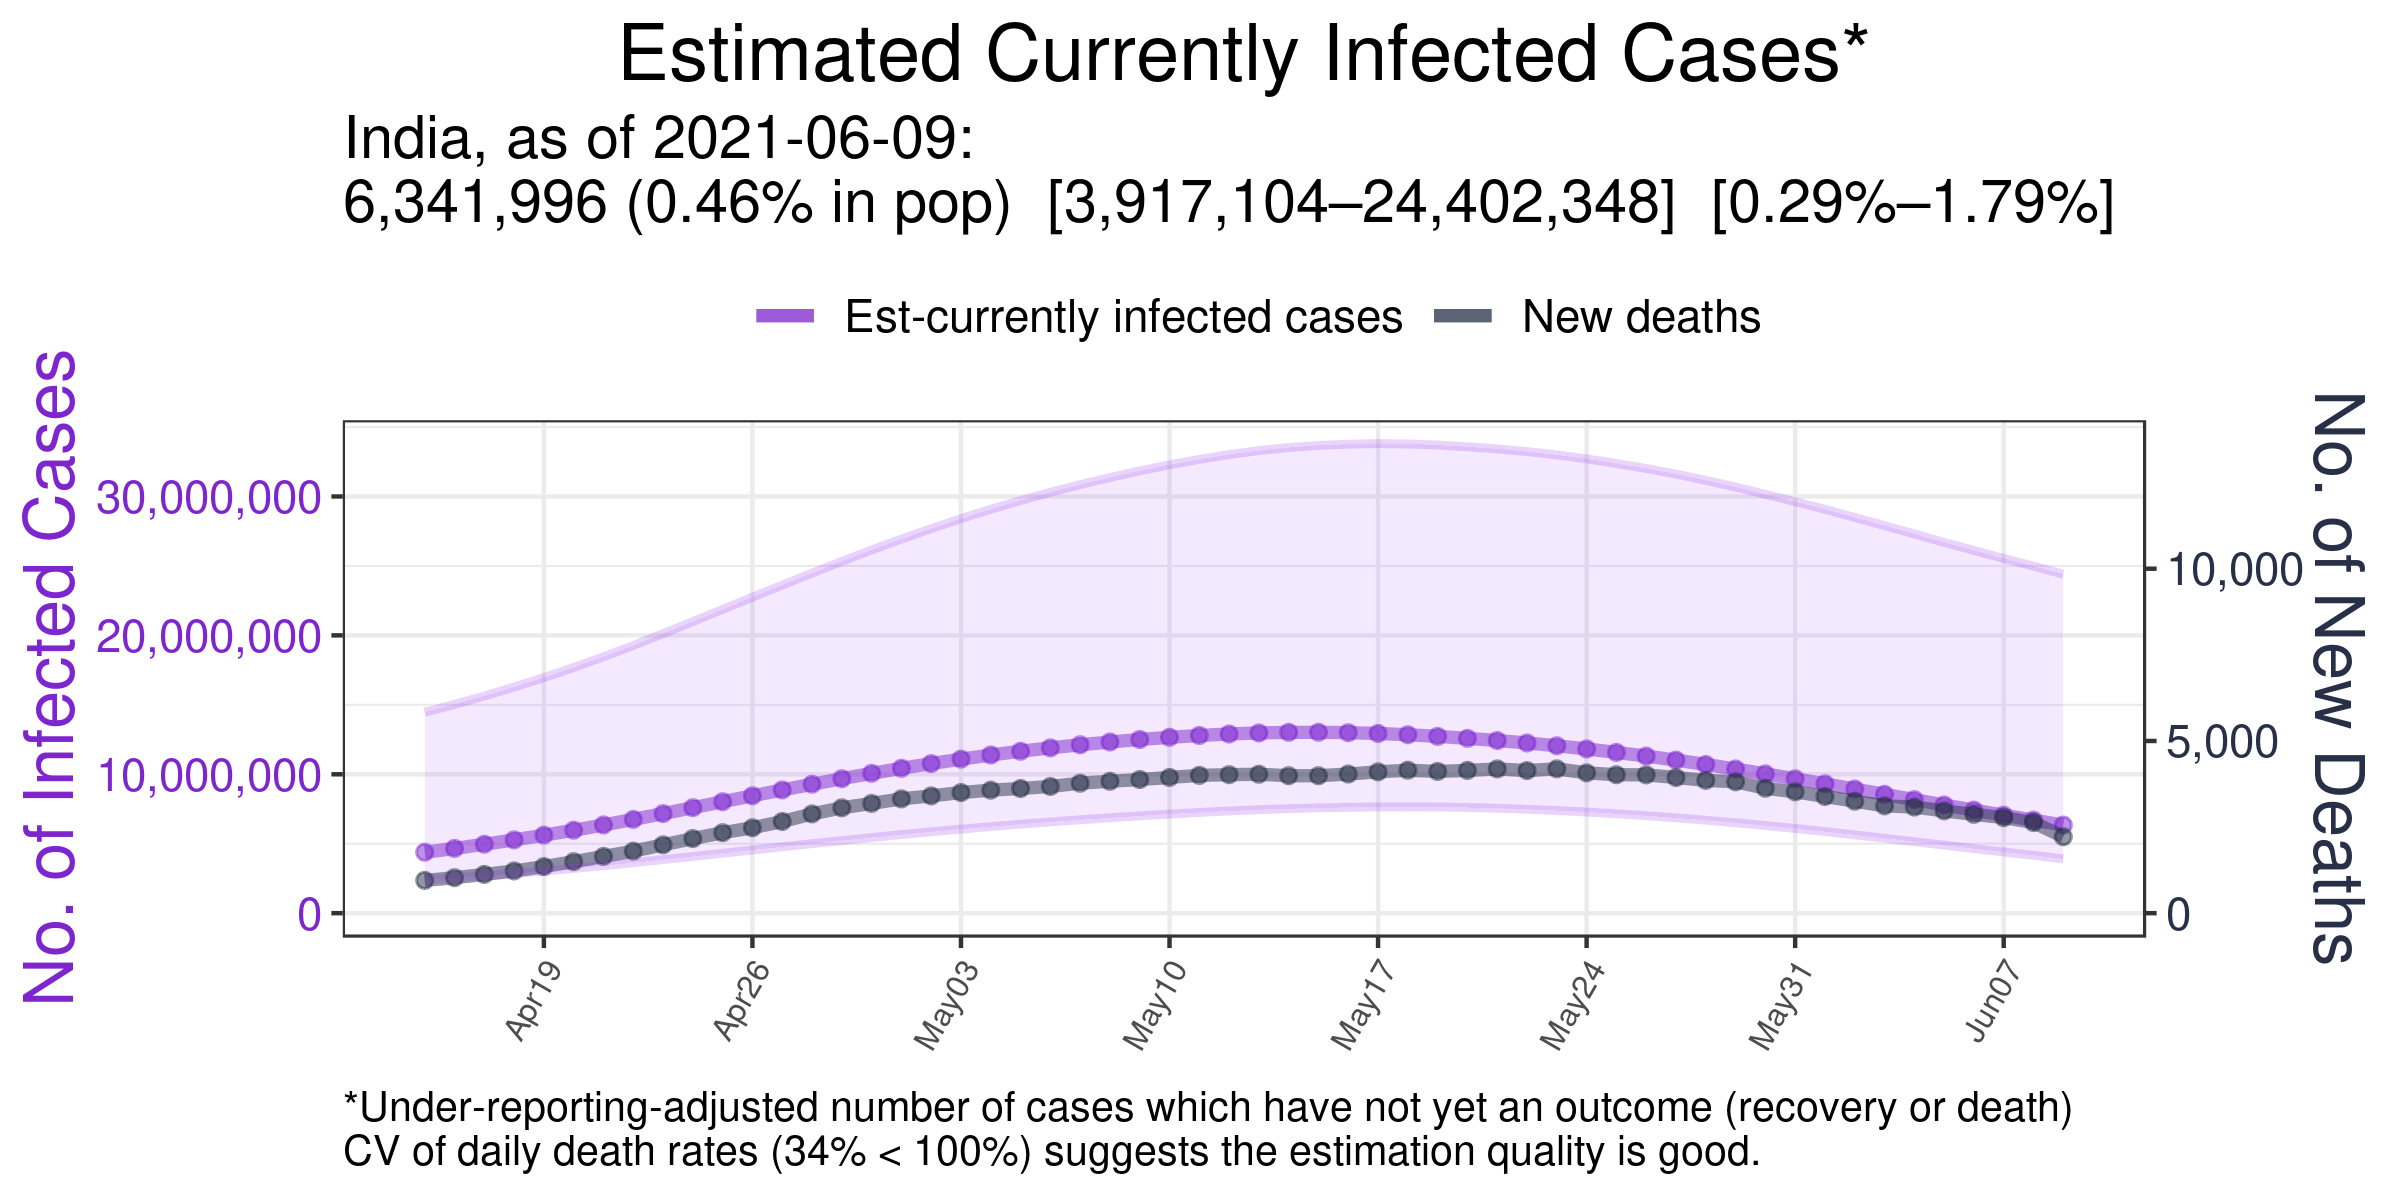 Estimated Currently Infected Cases*
India, as of 2021-06-09:
6,341,996 (0.46% in pop)  [3,917,104–24,402,348]  [0.29%–1.79%]
Est-currently infected cases
New deaths
No. of Infected Cases
30,000,000
20,000,000
10,000,000
0
10,000
5,000
0
No. of New Deaths
Apr19
Apr26
May03
May10
May17
May24
May31
Jun07
*Under-reporting-adjusted number of cases which have not yet an outcome (recovery or death)
CV of daily death rates (34% < 100%) suggests the estimation quality is good.